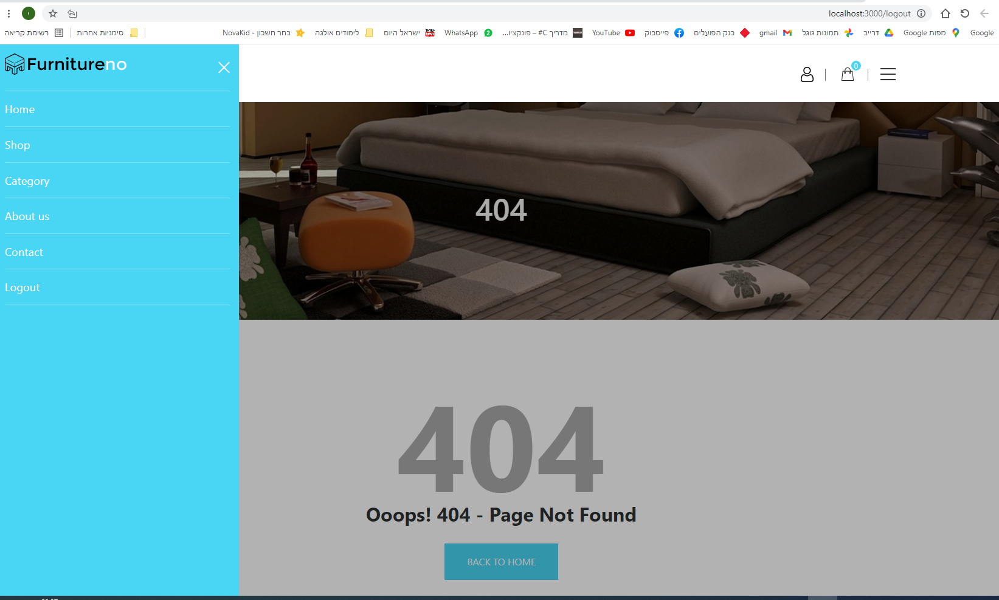 localhost:3000/logout
Google
מפות Google
דרייב
תמונות גוגל
gmail
בנק הפועלים
פייסבוק
YouTube
מדריך C# – פונקציו...
WhatsApp
ישראל היום
לימודים אולגה
בחר חשבון - NovaKid
סימניות אחרות
רשימת קריאה
Furnitureno
0
Home
Shop
Category
About us
Contact
Logout
404
404
Ooops! 404 - Page Not Found
BACK TO HOME